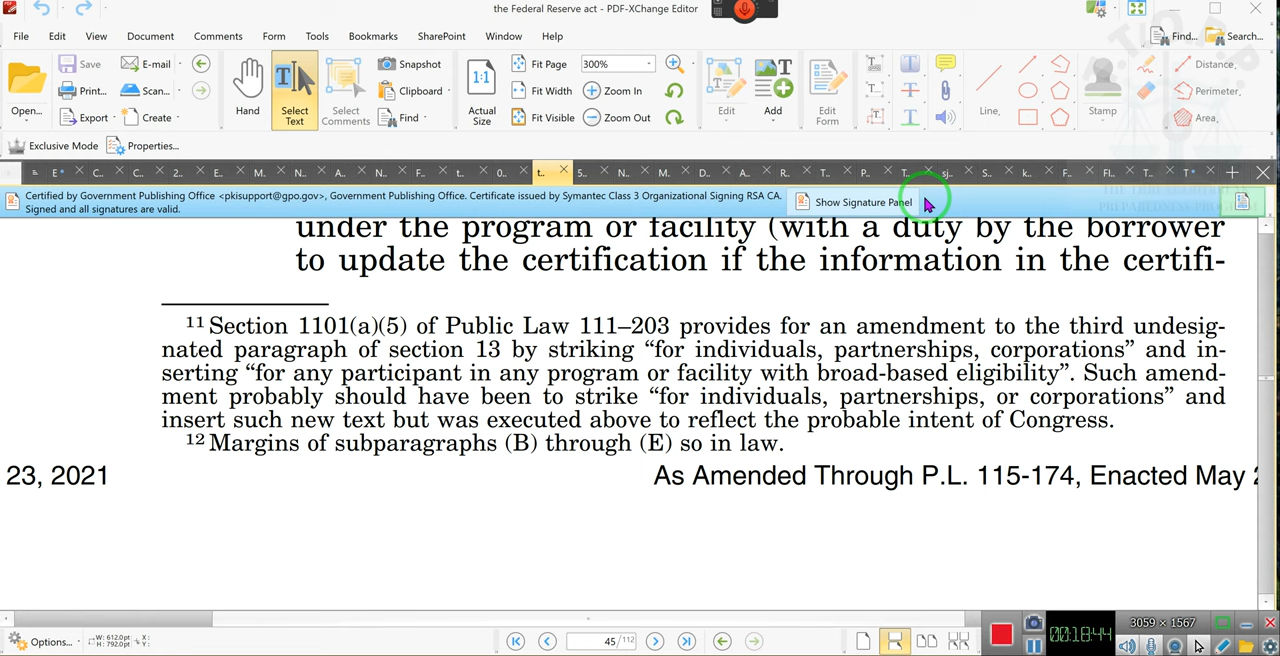 the Federal Reserve act - PDF-XChange Editor
File Edit View Document Comments Form Tools Bookmarks SharePoint Window Help Find... Search...
Open... Save Print... Export E-mail Scan... Create
Hand Select Text Select Comments Snapshot Clipboard Find
1:1 Actual Size Fit Page Fit Width Fit Visible 300% Zoom In Zoom Out
Edit Add Edit Form Line, Stamp Distance, Perimeter, Area,
Exclusive Mode Properties...
E* C.. C.. 2.. E.. M. N.. A.. N.. F.. t.. 0.. t.. 5.. N.. M. D.. A.. R.. T.. P.. T.. sj.. S.. k.. F.. Fl.. T.. T*
Certified by Government Publishing Office <pkisupport@gpo.gov>, Government Publishing Office. Certificate issued by Symantec Class 3 Organizational Signing RSA CA.
Signed and all signatures are valid.
Show Signature Panel
under the program or facility (with a duty by the borrower
to update the certification if the information in the certifi-
11 Section 1101(a)(5) of Public Law 111–203 provides for an amendment to the third undesig-
nated paragraph of section 13 by striking “for individuals, partnerships, corporations” and in-
serting “for any participant in any program or facility with broad-based eligibility”. Such amend-
ment probably should have been to strike “for individuals, partnerships, or corporations” and
insert such new text but was executed above to reflect the probable intent of Congress.
12 Margins of subparagraphs (B) through (E) so in law.
23, 2021 As Amended Through P.L. 115-174, Enacted May 2
Options... W: 612.0pt H: 792.0pt X: Y:
45 / 112
3059 × 1567
00:18:44